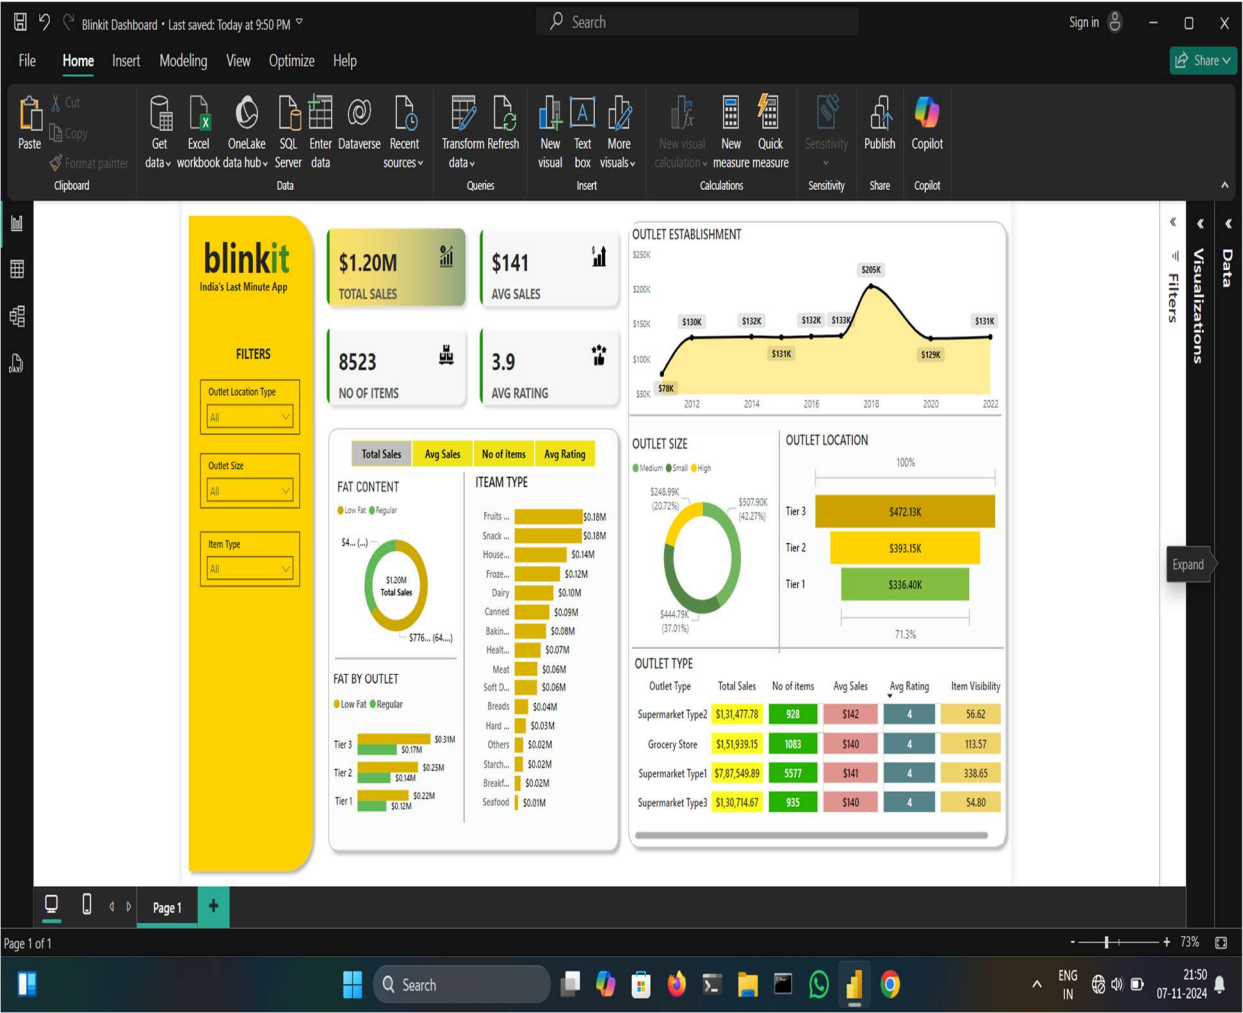 Blinkit Dashboard • Last saved: Today at 9:50 PM
Search
Sign in
File Home Insert Modeling View Optimize Help
Share
Paste
Cut
Copy
Format painter
Clipboard
Get data
Excel workbook
OneLake data hub
SQL Server
Enter data
Dataverse
Recent sources
Data
Transform data
Refresh
Queries
New visual
Text box
More visuals
Insert
New visual calculation
New measure
Quick measure
Calculations
Sensitivity
Sensitivity
Publish
Share
Copilot
Copilot
blinkit
India's Last Minute App
FILTERS
Outlet Location Type
All
Outlet Size
All
Item Type
All
$1.20M
TOTAL SALES
$141
AVG SALES
8523
NO OF ITEMS
3.9
AVG RATING
Total Sales Avg Sales No of items Avg Rating
FAT CONTENT
Low Fat Regular
$4... (...)
$1.20M
Total Sales
$776... (64....)
FAT BY OUTLET
Low Fat Regular
Tier 3 $0.31M
$0.17M
Tier 2 $0.25M
$0.14M
Tier 1 $0.22M
$0.12M
ITEAM TYPE
Fruits ... $0.18M
Snack ... $0.18M
House... $0.14M
Froze... $0.12M
Dairy $0.10M
Canned $0.09M
Bakin... $0.08M
Healt... $0.07M
Meat $0.06M
Soft D... $0.06M
Breads $0.04M
Hard ... $0.03M
Others $0.02M
Starch... $0.02M
Breakf... $0.02M
Seafood $0.01M
OUTLET ESTABLISHMENT
$250K
$200K
$150K
$100K
$50K
$78K
$130K
$132K
$131K
$132K
$133K
$205K
$129K
$131K
2012 2014 2016 2018 2020 2022
OUTLET SIZE
Medium Small High
$248.99K
(20.72%)
$507.90K
(42.27%)
$444.79K
(37.01%)
OUTLET LOCATION
100%
Tier 3 $472.13K
Tier 2 $393.15K
Tier 1 $336.40K
71.3%
OUTLET TYPE
Outlet Type Total Sales No of items Avg Sales Avg Rating Item Visibility
Supermarket Type2 $1,31,477.78 928 $142 4 56.62
Grocery Store $1,51,939.15 1083 $140 4 113.57
Supermarket Type1 $7,87,549.89 5577 $141 4 338.65
Supermarket Type3 $1,30,714.67 935 $140 4 54.80
Filters
Visualizations
Data
Expand
DAX
Page 1
+
Page 1 of 1
- + 73%
Search
ENG
IN
21:50
07-11-2024